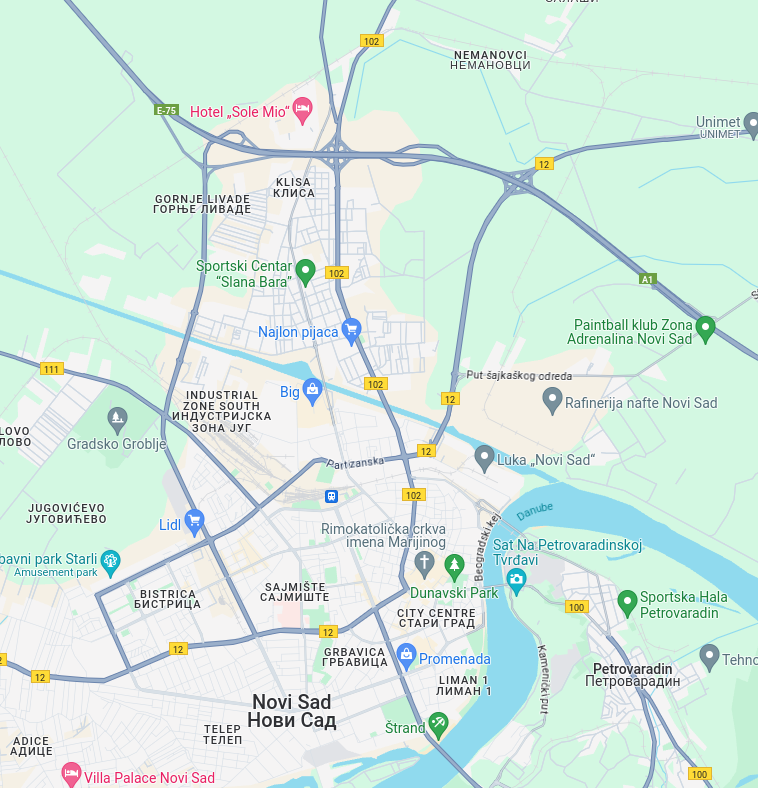 102
NEMANOVCI
НЕМАНОВЦИ
E-75
Hotel „Sole Mio“
Unimet
UNIMET
12
KLISA
КЛИСА
GORNJE LIVADE
ГОРЊЕ ЛИВАДЕ
Sportski Centar
“Slana Bara”
102
A1
Najlon pijaca
Paintball klub Zona
Adrenalina Novi Sad
111
Put šajkaškog odreda
102
Big
INDUSTRIAL
ZONE SOUTH
ИНДУСТРИЈСКА
ЗОНА ЈУГ
12
Rafinerija nafte Novi Sad
LOVO
ЛОВО
Gradsko Groblje
12
Partizanska
Luka „Novi Sad“
102
JUGOVIĆEVO
ЈУГОВИЋЕВО
Lidl
Danube
Rimokatolička crkva
imena Marijinog
Beogradski kej
Sat Na Petrovaradinskoj
Tvrđavi
bavni park Starli
Amusement park
SAJMIŠTE
САЈМИШТЕ
BISTRICA
БИСТРИЦА
Dunavski Park
Sportska Hala
Petrovaradin
100
CITY CENTRE
СТАРИ ГРАД
12
12
12
GRBAVICA
ГРБАВИЦА
Promenada
Kamenički put
Tehno
Petrovaradin
Петроварадин
LIMAN 1
ЛИМАН 1
Novi Sad
Нови Сад
TELEP
ТЕЛЕП
Štrand
ADICE
АДИЦЕ
Villa Palace Novi Sad
100